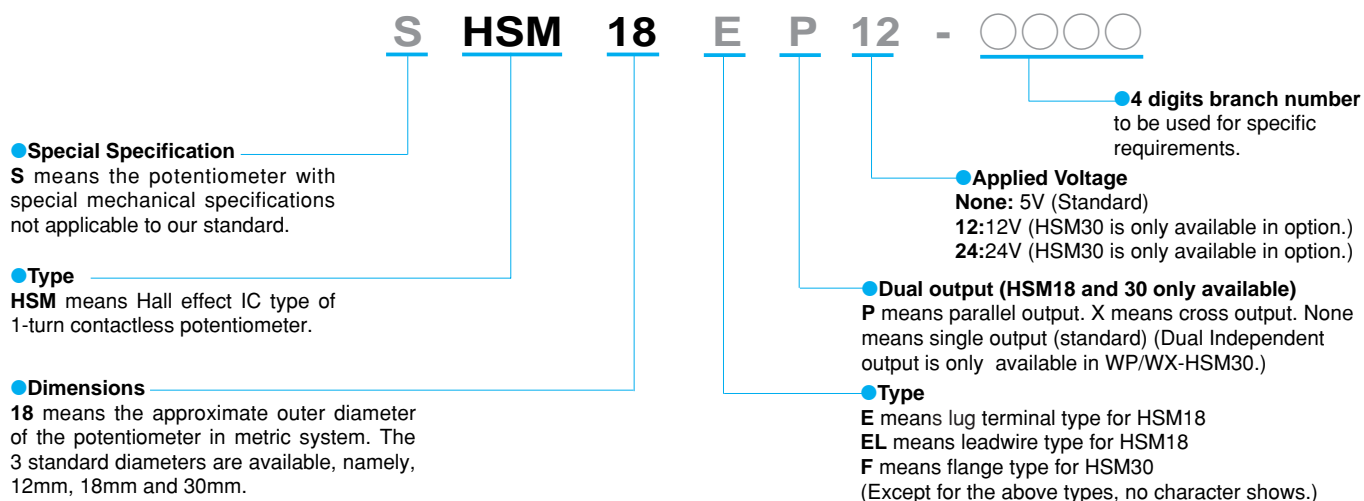 S HSM 18 E P 12 - ○○○○
●4 digits branch number
to be used for specific
requirements.
●Special Specification
S means the potentiometer with
special mechanical specifications
not applicable to our standard.
●Applied Voltage
None: 5V (Standard)
12:12V (HSM30 is only available in option.)
24:24V (HSM30 is only available in option.)
●Type
HSM means Hall effect IC type of
1-turn contactless potentiometer.
●Dual output (HSM18 and 30 only available)
P means parallel output. X means cross output. None
means single output (standard) (Dual Independent
output is only available in WP/WX-HSM30.)
●Dimensions
18 means the approximate outer diameter
of the potentiometer in metric system. The
3 standard diameters are available, namely,
12mm, 18mm and 30mm.
●Type
E means lug terminal type for HSM18
EL means leadwire type for HSM18
F means flange type for HSM30
(Except for the above types, no character shows.)